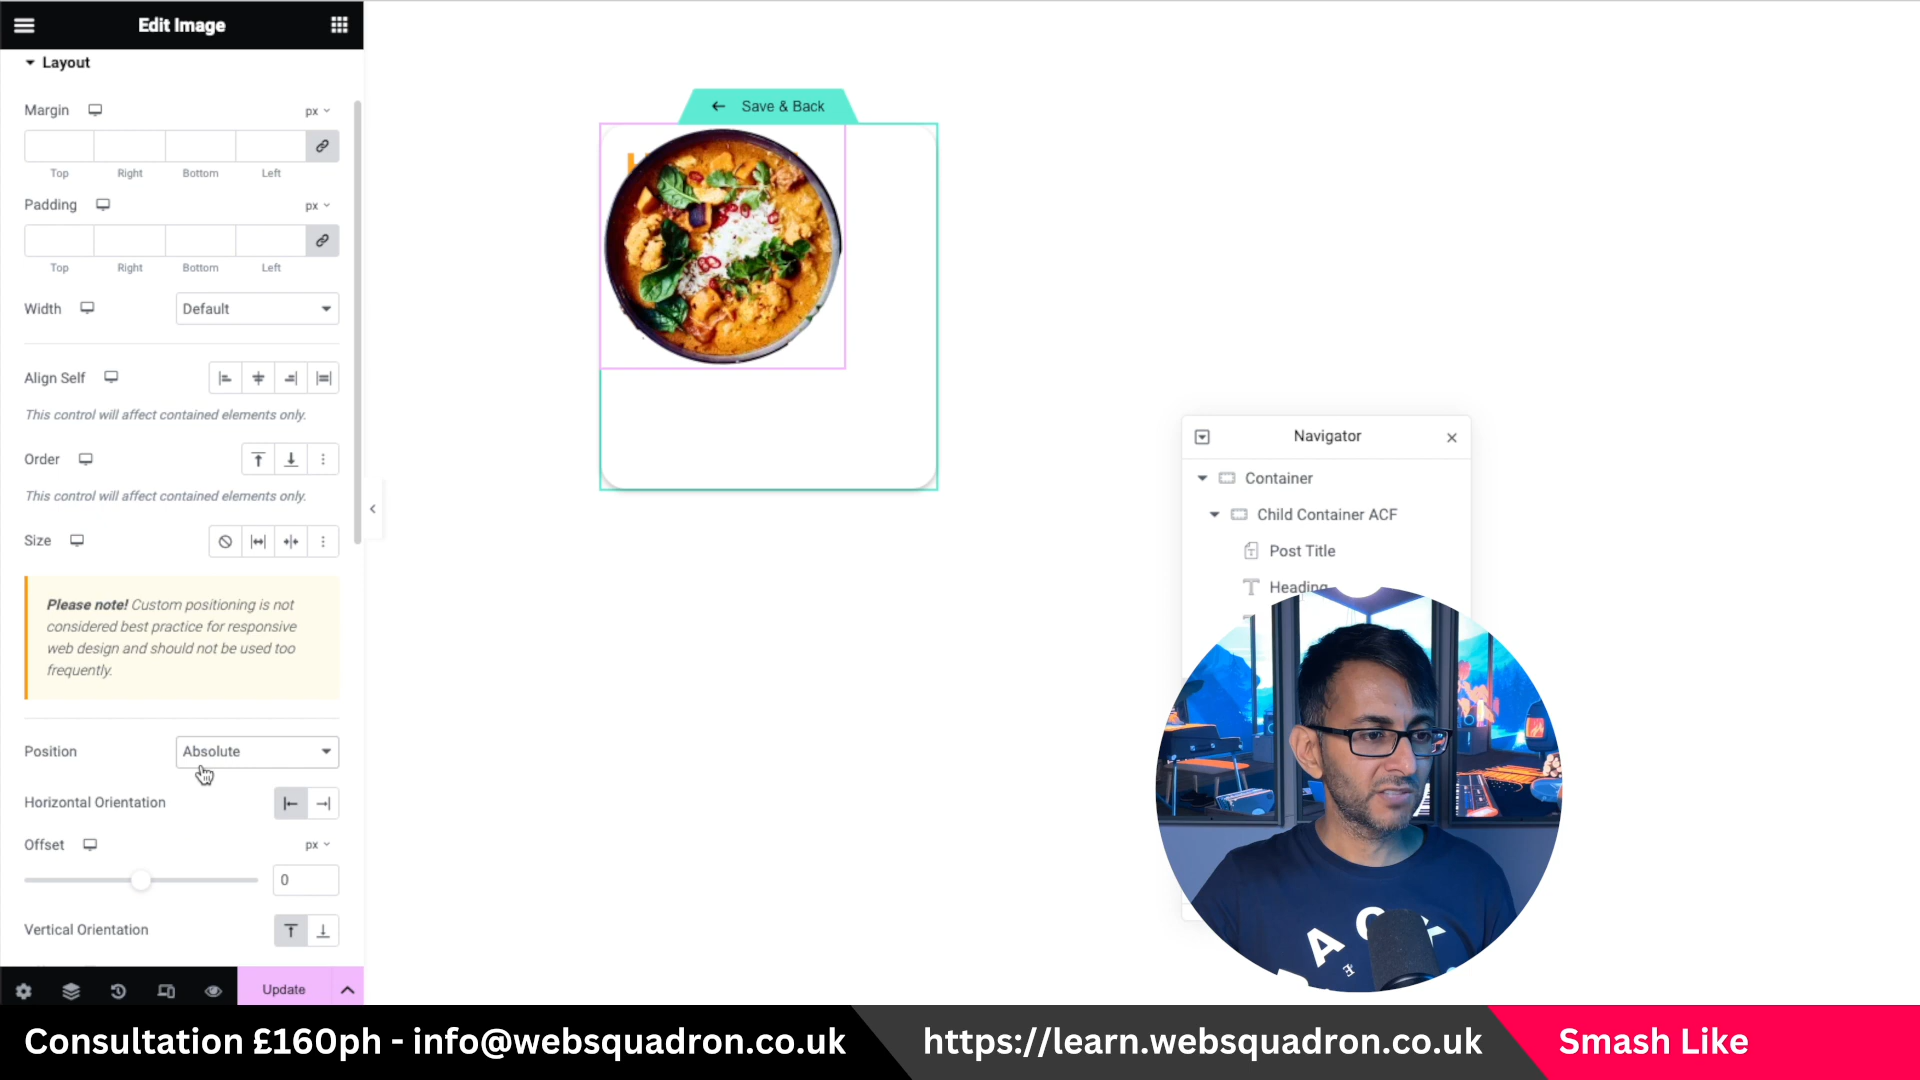 Edit Image
Layout
Margin
px
Top Right Bottom Left
Padding
px
Top Right Bottom Left
Width
Default
Align Self
This control will affect contained elements only.
Order
This control will affect contained elements only.
Size
Please note! Custom positioning is not
considered best practice for responsive
web design and should not be used too
frequently.
Position
Absolute
Horizontal Orientation
Offset
px
0
Vertical Orientation
Update
Save & Back
Navigator
Container
Child Container ACF
Post Title
Heading
Consultation £160ph - info@websquadron.co.uk
https://learn.websquadron.co.uk
Smash Like